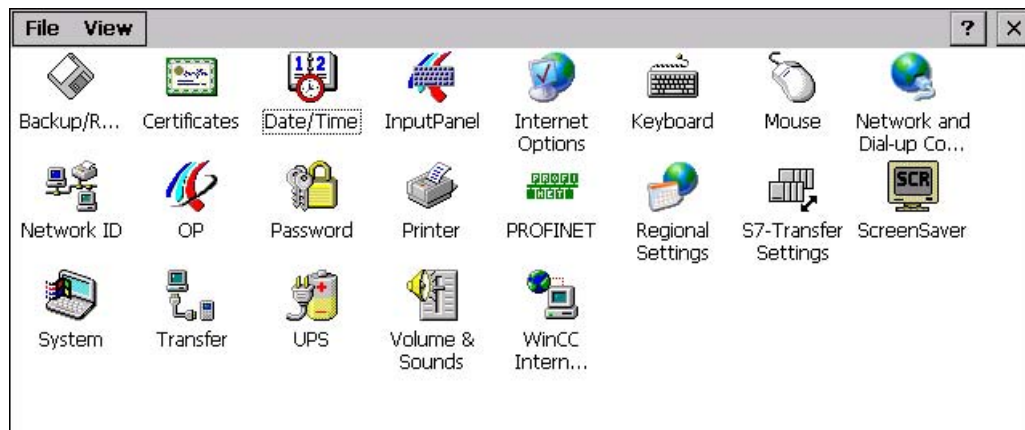 File View ? ×
Backup/R... Certificates Date/Time InputPanel Internet Options Keyboard Mouse Network and Dial-up Co...
Network ID OP Password Printer PROFINET Regional Settings S7-Transfer Settings ScreenSaver
System Transfer UPS Volume & Sounds WinCC Intern...